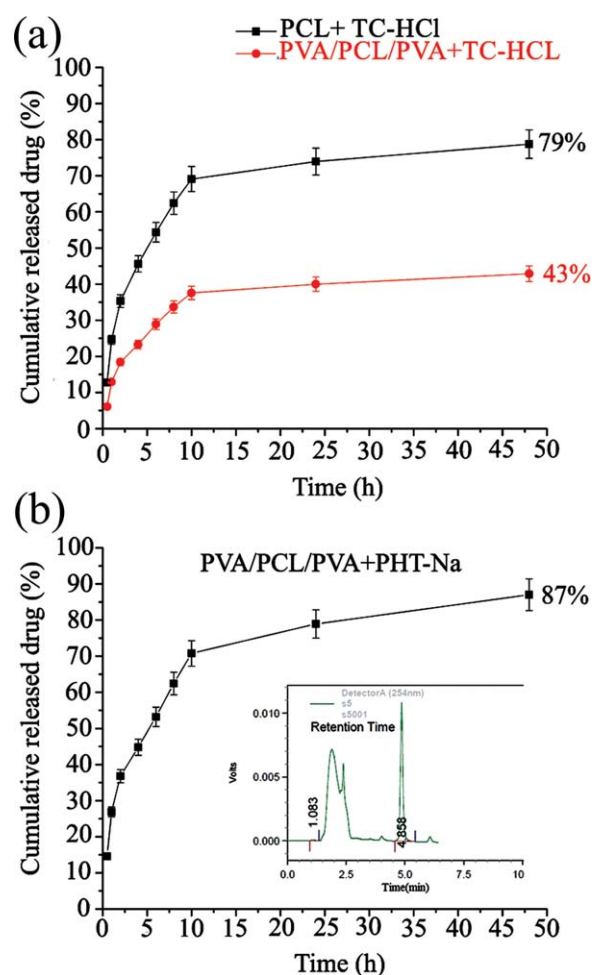 (a)
PCL+ TC-HCl
PVA/PCL/PVA+TC-HCL
Cumulative released drug (%)
100
90
80
70
60
50
40
30
20
10
0
79%
43%
0 5 10 15 20 25 30 35 40 45 50
Time (h)
(b)
PVA/PCL/PVA+PHT-Na
Cumulative released drug (%)
100
90
80
70
60
50
40
30
20
10
0
87%
DetectorA (254nm)
s5
s5001
Retention Time
Volts
0.010
0.005
0.000
1.083
4.858
0.0 2.5 5.0 7.5 10
Time(min)
0 5 10 15 20 25 30 35 40 45 50
Time (h)